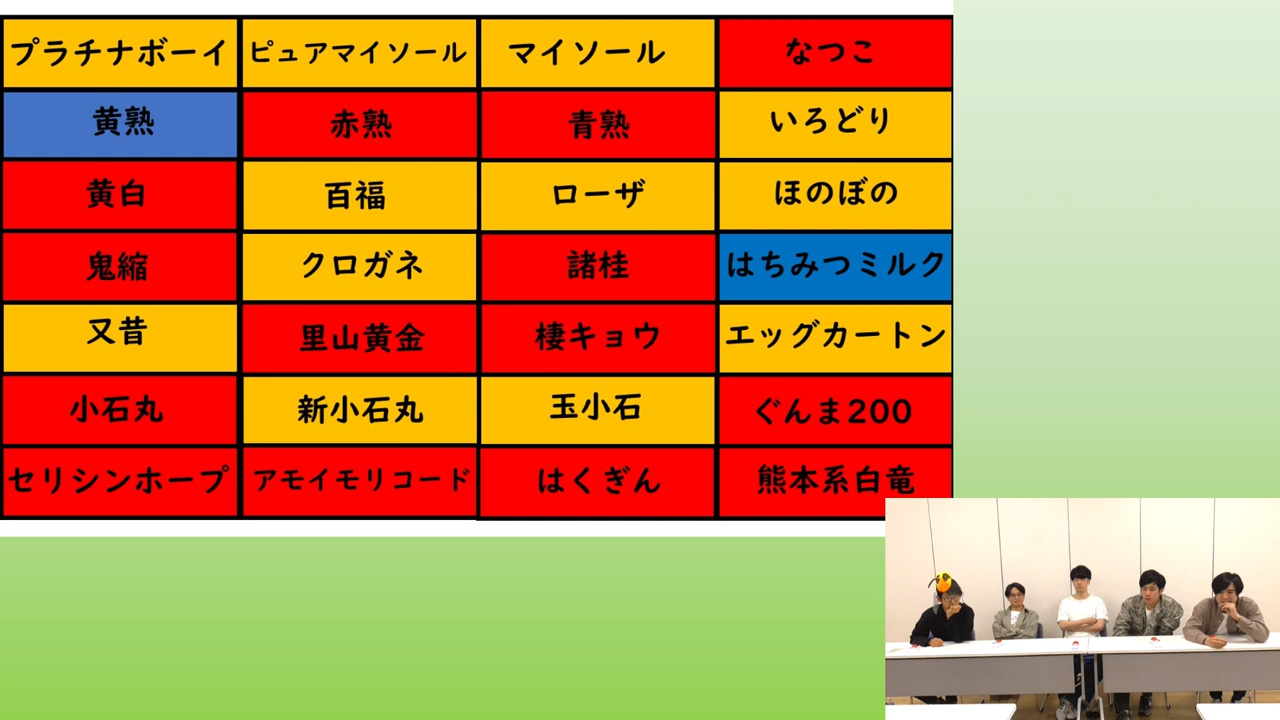 プラチナボーイ ピュアマイソール マイソール なつこ
黄熟 赤熟 青熟 いろどり
黄白 百福 ローザ ほのぼの
鬼縮 クロガネ 諸桂 はちみつミルク
又昔 里山黄金 棲キョウ エッグカートン
小石丸 新小石丸 玉小石 ぐんま200
セリシンホープ アモイモリコード はくぎん 熊本系白竜